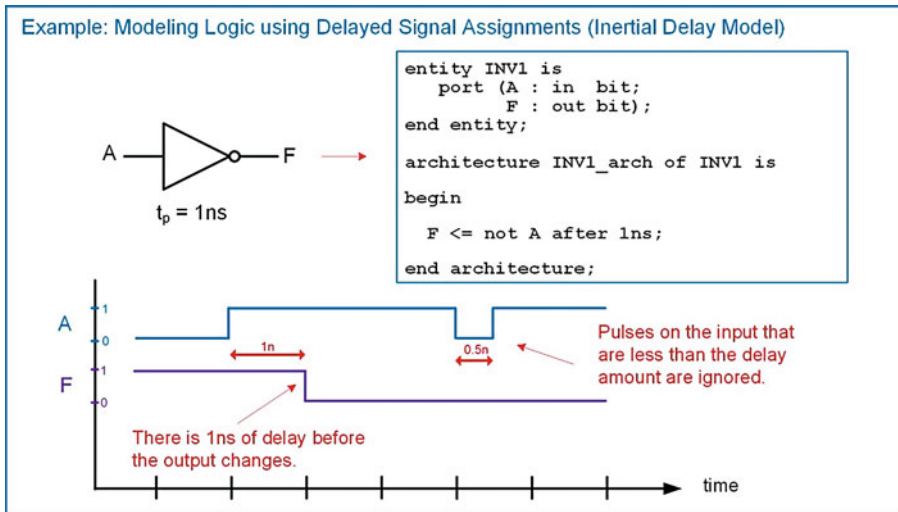 Example: Modeling Logic using Delayed Signal Assignments (Inertial Delay Model)
entity INV1 is
port (A : in bit;
F : out bit);
end entity;
architecture INV1_arch of INV1 is
begin
F <= not A after 1ns;
end architecture;
A
F
tp = 1ns
A
1
0
1n
0.5n
Pulses on the input that
are less than the delay
amount are ignored.
F
1
0
There is 1ns of delay before
the output changes.
time